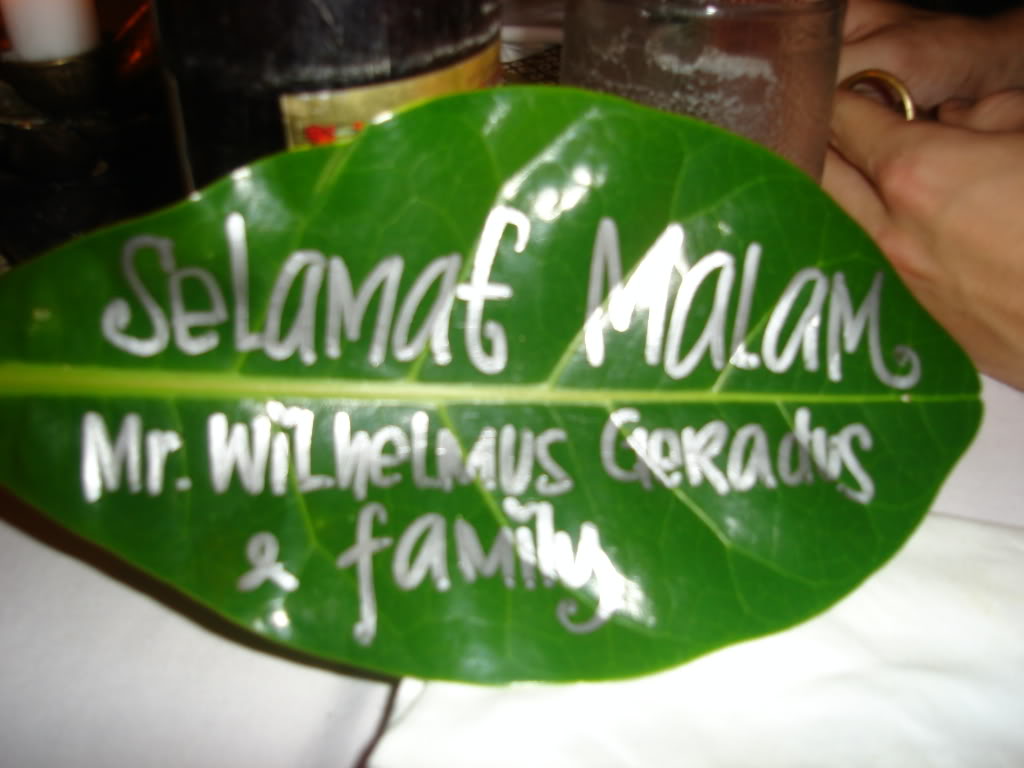 Selamat Malam
Mr. Wilhelmus Geradus
& family